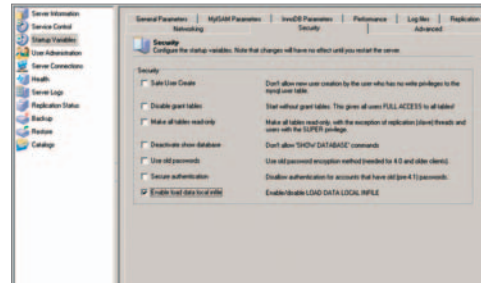 Server Information
Service Control
Startup Variables
User Administration
Server Connections
Health
Server Logs
Replication Status
Backup
Restore
Catalogs
General Parameters | MyISAM Parameters | InnoDB Parameters | Performance | Log files | Replication
Networking | Security | Advanced
Security
Configure the startup variables. Note that changes will have no effect until you restart the server.
Security
Safe User Create
Don't allow new user creation by the user who has no write privileges to the
mysql.user table.
Disable grant tables
Start without grant tables. This gives all users FULL ACCESS to all tables!
Make all tables read-only
Make all tables read-only, with the exception of replication (slave) threads and
users with the SUPER privilege.
Deactivate show database
Don't allow 'SHOW DATABASE' commands
Use old passwords
Use old password encryption method (needed for 4.0 and older clients).
Secure authentication
Disallow authentication for accounts that have old (pre-4.1) passwords.
Enable load data local infile
Enable/disable LOAD DATA LOCAL INFILE